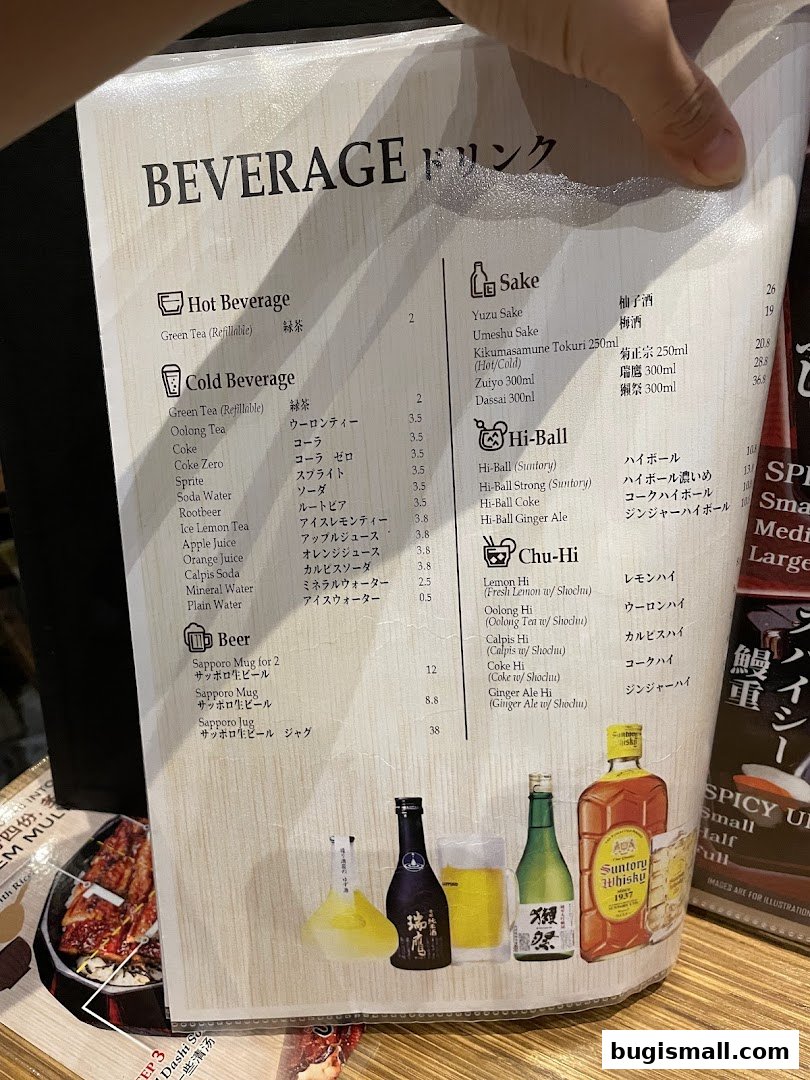 BEVERAGE ドリンク
Hot Beverage
Green Tea (Refillable) 緑茶 2
Cold Beverage
Green Tea (Refillable) 緑茶 2
Oolong Tea ウーロンティー 3.5
Coke コーラ 3.5
Coke Zero コーラ ゼロ 3.5
Sprite スプライト 3.5
Soda Water ソーダ 3.5
Rootbeer ルートビア 3.5
Ice Lemon Tea アイスレモンティー 3.8
Apple Juice アップルジュース 3.8
Orange Juice オレンジジュース 3.8
Calpis Soda カルピスソーダ 3.8
Mineral Water ミネラルウォーター 2.5
Plain Water アイスウォーター 0.5
Beer
Sapporo Mug for 2
サッポロ生ビール 12
Sapporo Mug
サッポロ生ビール 8.8
Sapporo Jug
サッポロ生ビール ジャグ 38
Sake
Yuzu Sake 柚子酒 26
Umeshu Sake 梅酒 19
Kikumasamune Tokuri 250ml 菊正宗 250ml 20.8
(Hot/Cold)
Zuiyo 300ml 瑞鷹 300ml 28.8
Dassai 300nl 獺祭 300ml 36.8
Hi-Ball
Hi-Ball (Suntory) ハイボール
Hi-Ball Strong (Suntory) ハイボール濃いめ
Hi-Ball Coke コークハイボール
Hi-Ball Ginger Ale ジンジャーハイボール
Chu-Hi
Lemon Hi レモンハイ
(Fresh Lemon w/ Shochu)
Oolong Hi ウーロンハイ
(Oolong Tea w/ Shochu)
Calpis Hi カルピスハイ
(Calpis w/ Shochu)
Coke Hi コークハイ
(Coke w/ Shochu)
Ginger Ale Hi ジンジャーハイ
(Ginger Ale w/ Shochu)
Suntory
Whisky
瑞鷹
純米酒
獺祭
Suntory
Whisky
SINCE
1937
Large
鰻重
スパイシー
SPICY
Small
Half
Full
IMAGES ARE FOR
STEP 3
Dashi
一些清汤
bugismall.com